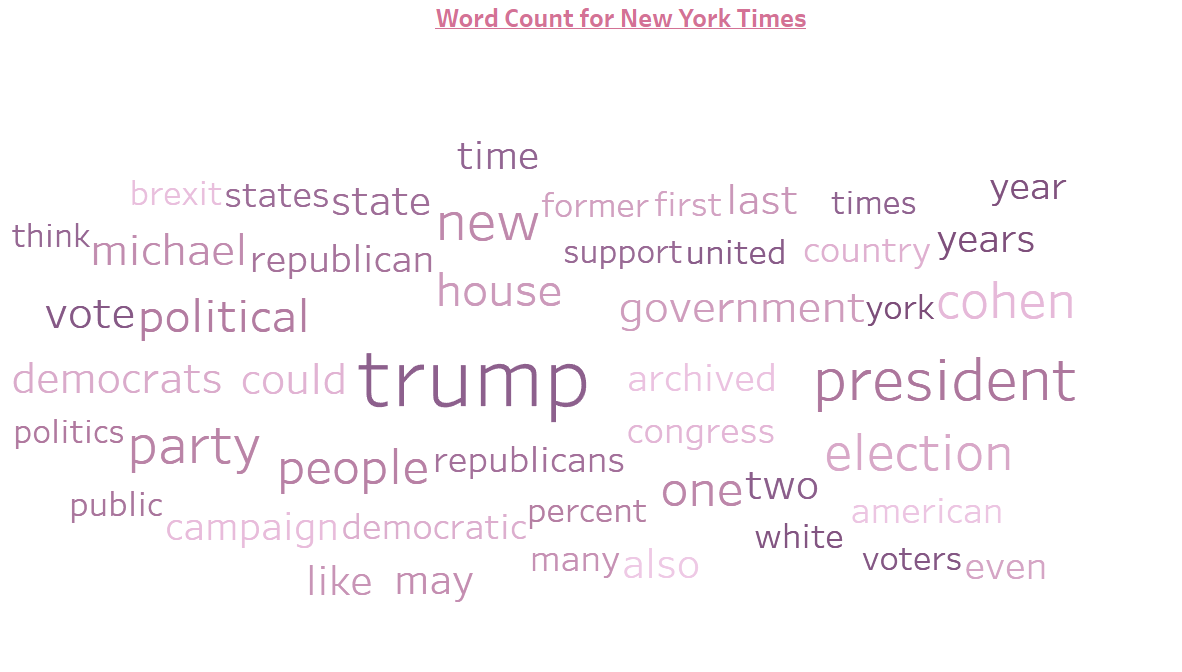 Word Count for New York Times
time
brexit states state former first last times year
think michael republican new support united country years
house
vote political government york cohen
democrats could trump archived president
politics party people republicans congress election
public campaign democratic percent one two american
many also white voters even
like may